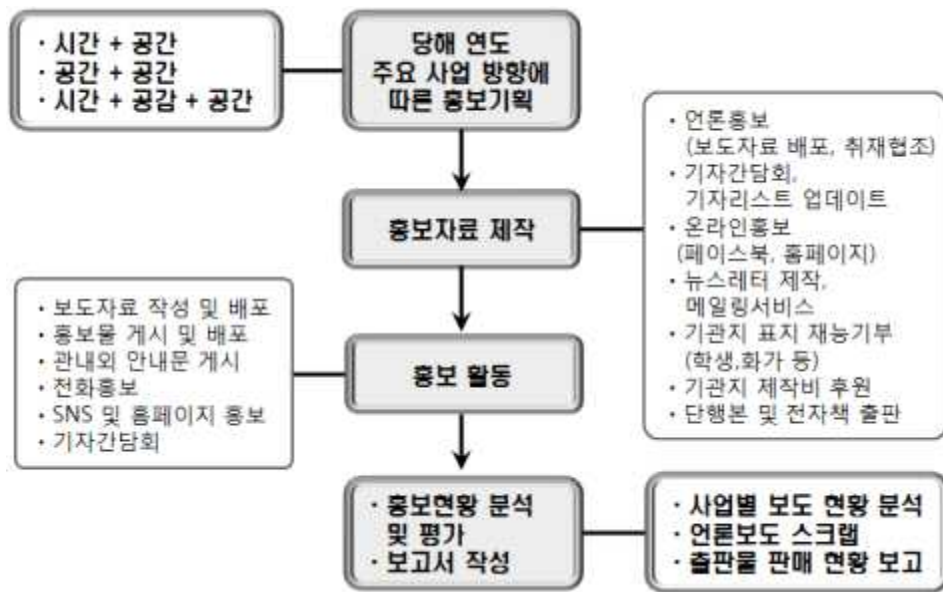 · 시간 + 공간
· 공간 + 공간
· 시간 + 공감 + 공간
당해 연도
주요 사업 방향에
따른 홍보기획
홍보자료 제작
• 언론홍보
(보도자료 배포, 취재협조)
• 기자간담회,
기자리스트 업데이트
• 온라인홍보
(페이스북, 홈페이지)
• 뉴스레터 제작,
메일링서비스
• 기관지 표지 재능기부
(학생,화가 등)
• 기관지 제작비 후원
• 단행본 및 전자책 출판
• 보도자료 작성 및 배포
• 홍보물 게시 및 배포
• 관내외 안내문 게시
• 전화홍보
• SNS 및 홈페이지 홍보
• 기자간담회
홍보 활동
· 홍보현황 분석
및 평가
· 보고서 작성
· 사업별 보도 현황 분석
· 언론보도 스크랩
· 출판물 판매 현황 보고